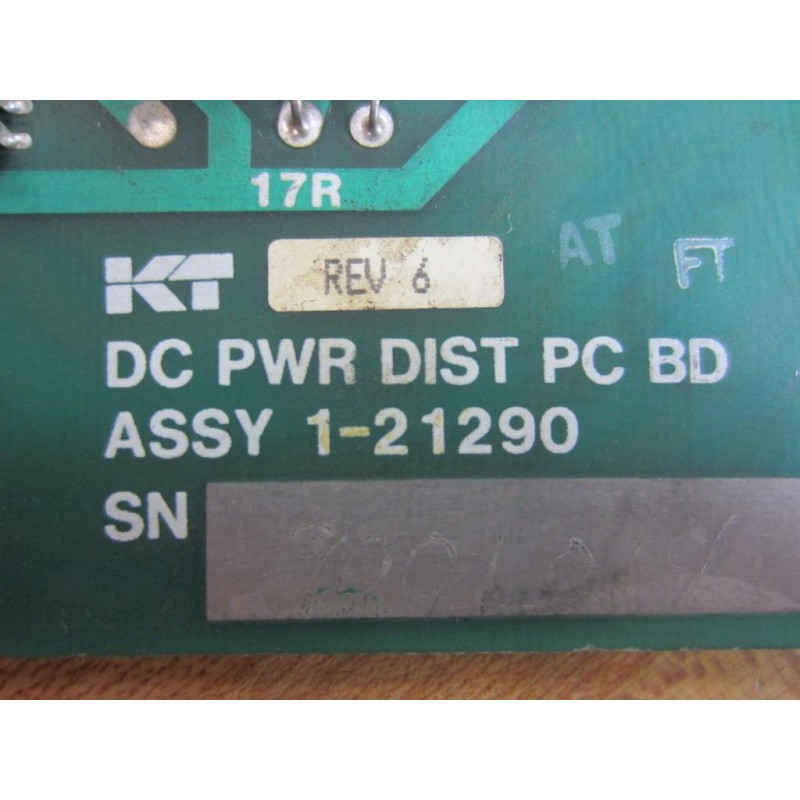 17R
KT REV 6 AT FT
DC PWR DIST PC BD
ASSY 1-21290
SN